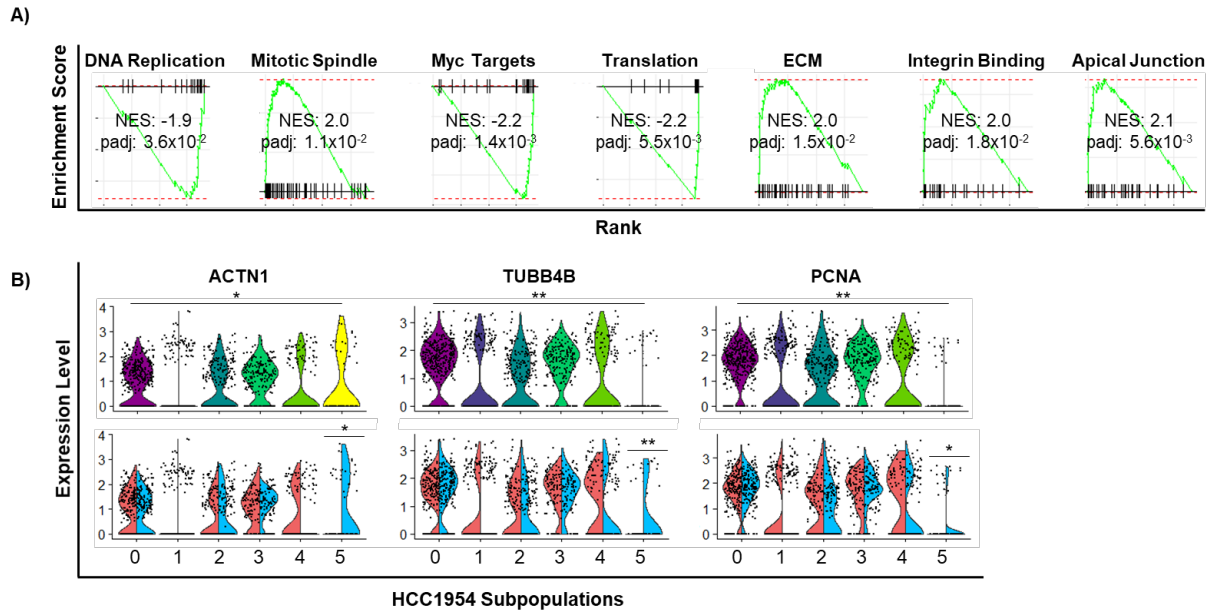 A)
DNA Replication Mitotic Spindle Myc Targets Translation ECM Integrin Binding Apical Junction
Enrichment Score
NES: -1.9 NES: 2.0 NES: -2.2 NES: -2.2 NES: 2.0 NES: 2.0 NES: 2.1
padj: 3.6x10⁻² padj: 1.1x10⁻² padj: 1.4x10⁻³ padj: 5.5x10⁻³ padj: 1.5x10⁻² padj: 1.8x10⁻² padj: 5.6x10⁻³
Rank
B)
ACTN1 TUBB4B PCNA
* ** **
Expression Level
4 3 2 1 0
3 2 1 0
3 2 1 0
* ** *
4 3 2 1 0
3 2 1 0
3 2 1 0
0 1 2 3 4 5 0 1 2 3 4 5 0 1 2 3 4 5
HCC1954 Subpopulations